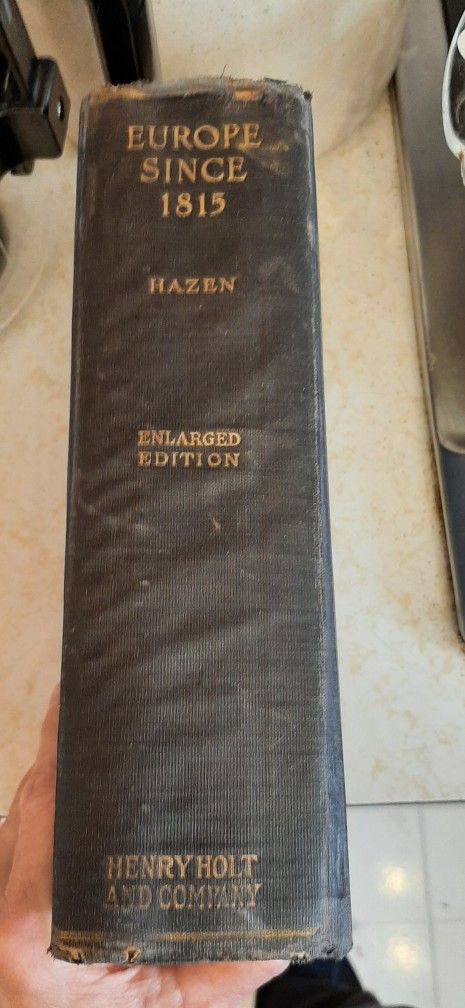 EUROPE
SINCE
1815
HAZEN
ENLARGED
EDITION
HENRY HOLT
AND COMPANY